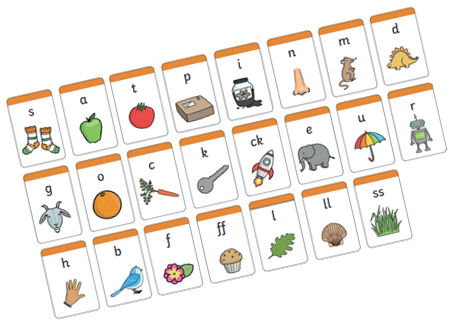 s a t p i n m d
g o c k ck e u r
h b f ff l ll ss